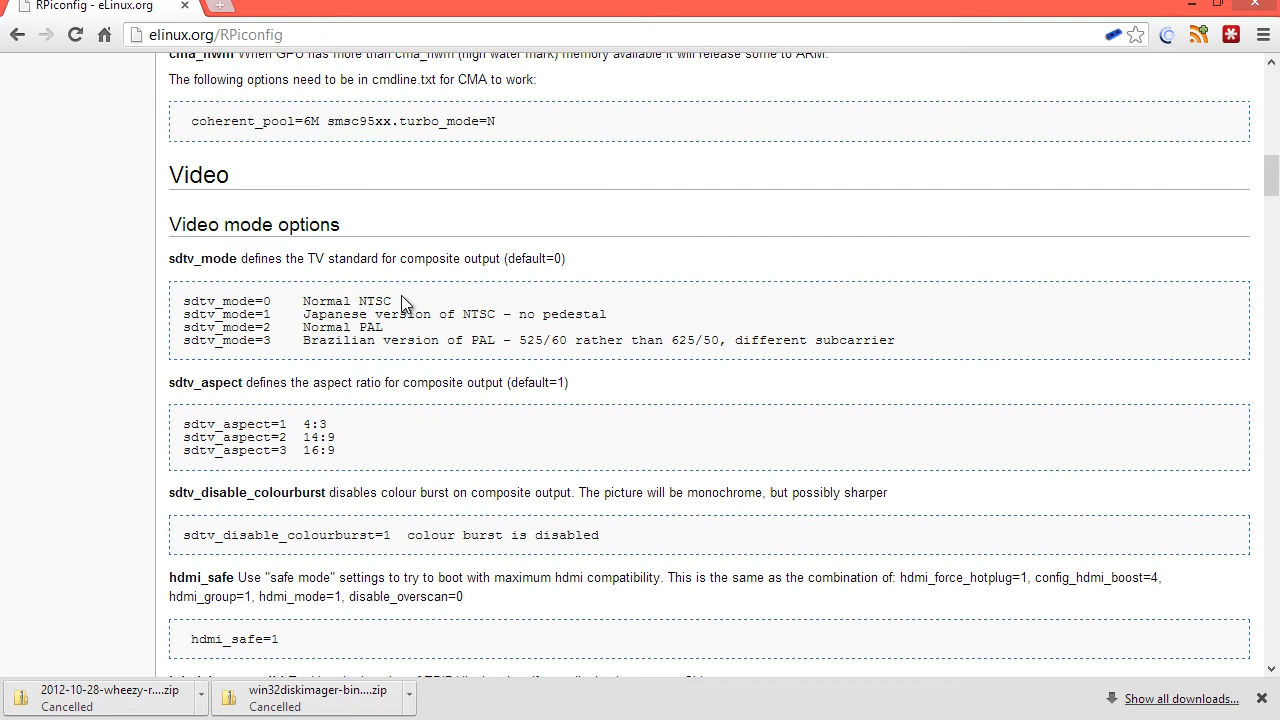 RPiconfig - eLinux.org
elinux.org/RPiconfig
cma_hwm When GPU has more than cma_hwm (high water mark) memory available it will release some to ARM.
The following options need to be in cmdline.txt for CMA to work:
coherent_pool=6M smsc95xx.turbo_mode=N
Video
Video mode options
sdtv_mode defines the TV standard for composite output (default=0)
sdtv_mode=0    Normal NTSC
sdtv_mode=1    Japanese version of NTSC - no pedestal
sdtv_mode=2    Normal PAL
sdtv_mode=3    Brazilian version of PAL - 525/60 rather than 625/50, different subcarrier
sdtv_aspect defines the aspect ratio for composite output (default=1)
sdtv_aspect=1  4:3
sdtv_aspect=2  14:9
sdtv_aspect=3  16:9
sdtv_disable_colourburst disables colour burst on composite output. The picture will be monochrome, but possibly sharper
sdtv_disable_colourburst=1  colour burst is disabled
hdmi_safe Use "safe mode" settings to try to boot with maximum hdmi compatibility. This is the same as the combination of: hdmi_force_hotplug=1, config_hdmi_boost=4,
hdmi_group=1, hdmi_mode=1, disable_overscan=0
hdmi_safe=1
2012-10-28-wheezy-r....zip
Cancelled
win32diskimager-bin....zip
Cancelled
Show all downloads...